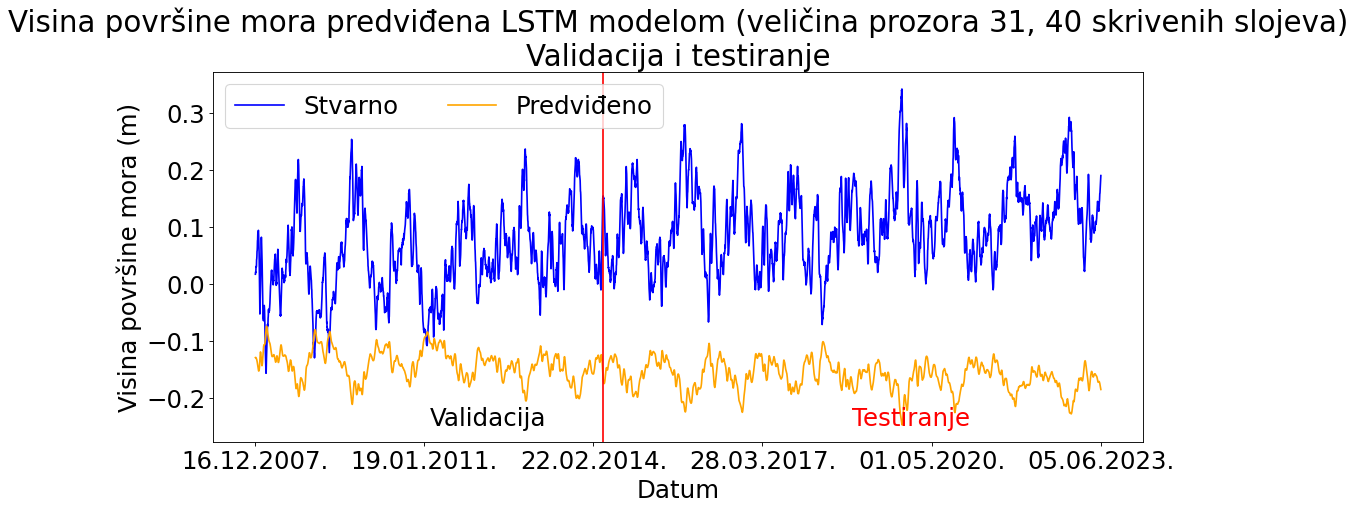 Visina površine mora predviđena LSTM modelom (veličina prozora 31, 40 skrivenih slojeva)
Validacija i testiranje
Stvarno
Predviđeno
Visina površine mora (m)
0.3
0.2
0.1
0.0
−0.1
−0.2
Validacija
Testiranje
16.12.2007.
19.01.2011.
22.02.2014.
28.03.2017.
01.05.2020.
05.06.2023.
Datum